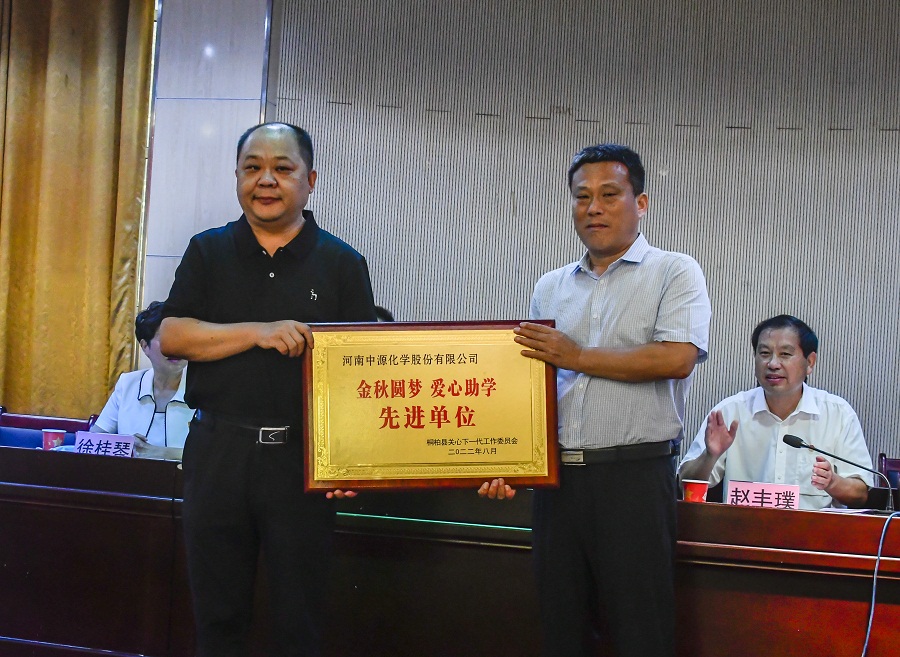 河南中源化学股份有限公司
金秋圆梦 爱心助学
先进单位
桐柏县关心下一代工作委员会
二〇二二年八月
徐桂琴
赵丰璞